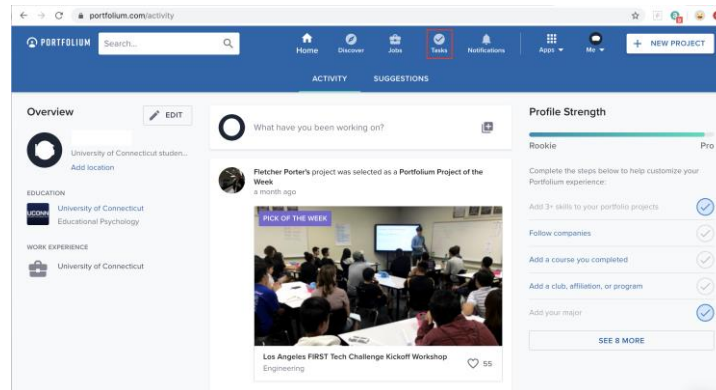 portfolium.com/activity
PORTFOLIUM
Search...
Home
Discover
Jobs
Tasks
Notifications
Apps
Me
+ NEW PROJECT
ACTIVITY
SUGGESTIONS
Overview
EDIT
University of Connecticut studen...
Add location
EDUCATION
UCONN
University of Connecticut
Educational Psychology
WORK EXPERIENCE
University of Connecticut
What have you been working on?
Fletcher Porter's project was selected as a Portfolium Project of the
Week
a month ago
PICK OF THE WEEK
Los Angeles FIRST Tech Challenge Kickoff Workshop
Engineering
55
Profile Strength
Rookie
Pro
Complete the steps below to help customize your
Portfolium experience:
Add 3+ skills to your portfolio projects
Follow companies
Add a course you completed
Add a club, affiliation, or program
Add your major
SEE 8 MORE